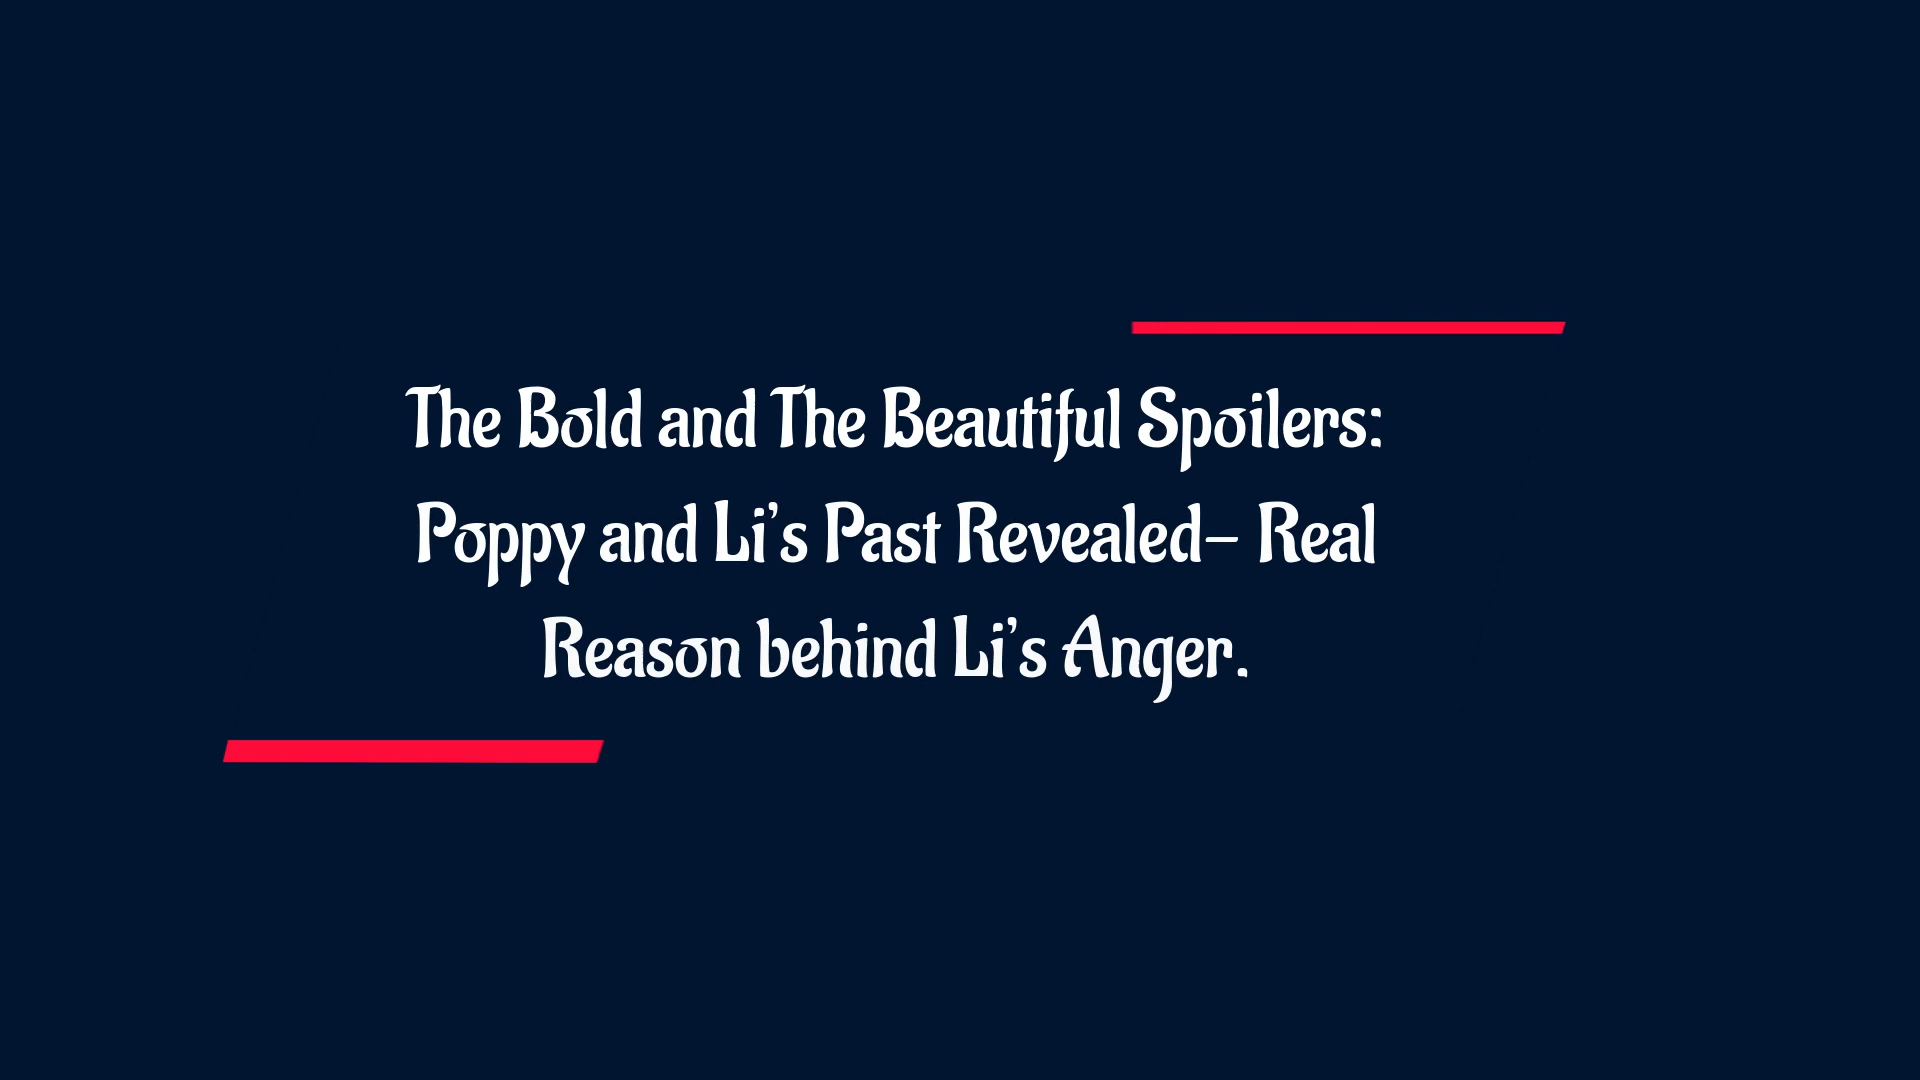 The Bold and The Beautiful Spoilers:
Poppy and Li's Past Revealed– Real
Reason behind Li's Anger.